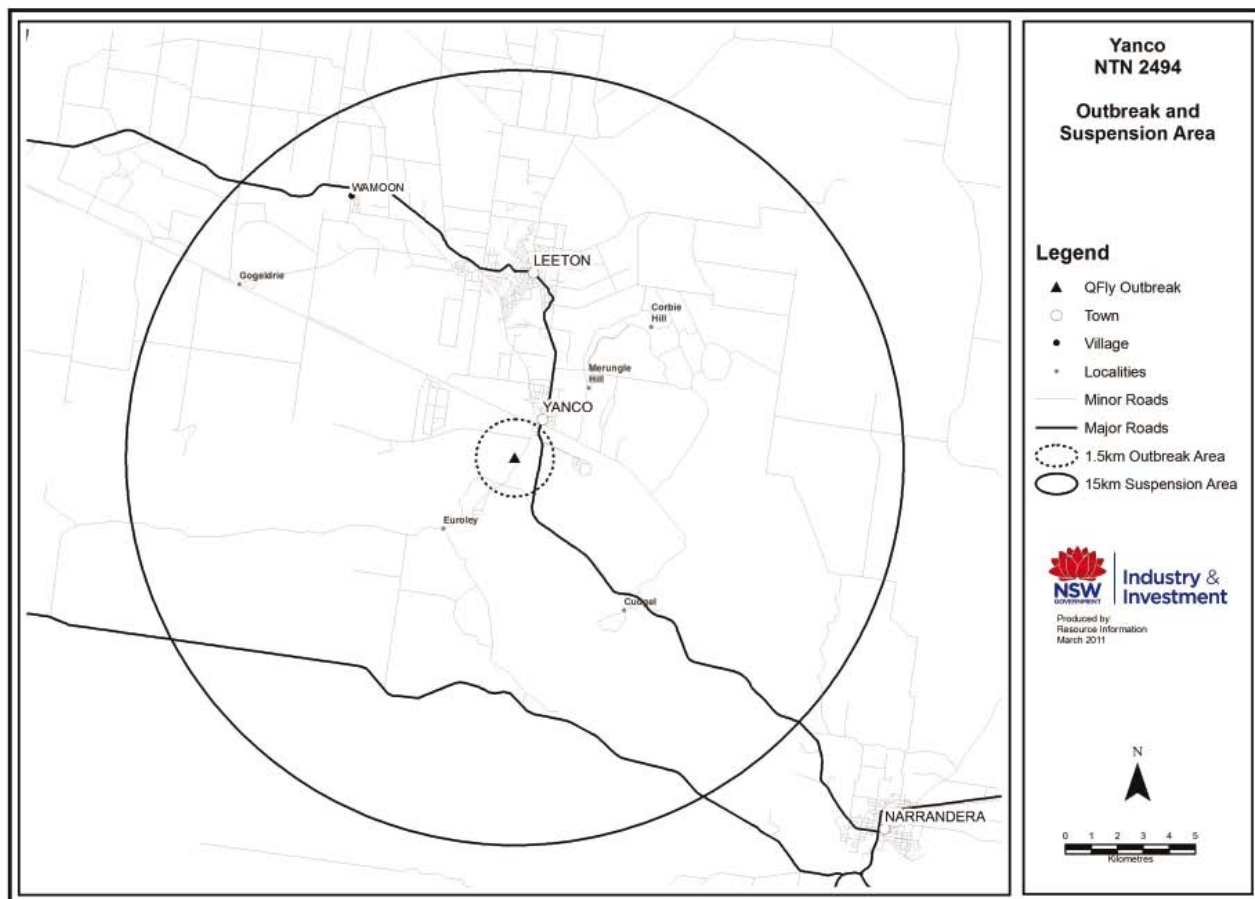 Yanco
NTN 2494
Outbreak and
Suspension Area
WAMOON
LEETON
Gogeldrie
Corbie
Hill
Merungle
Hill
YANCO
Euroley
Cudgel
NARRANDERA
Legend
QFly Outbreak
Town
Village
Localities
Minor Roads
Major Roads
1.5km Outbreak Area
15km Suspension Area
NSW
GOVERNMENT
Industry &
Investment
Produced by
Resource Information
March 2011
N
0 1 2 3 4 5
Kilometres